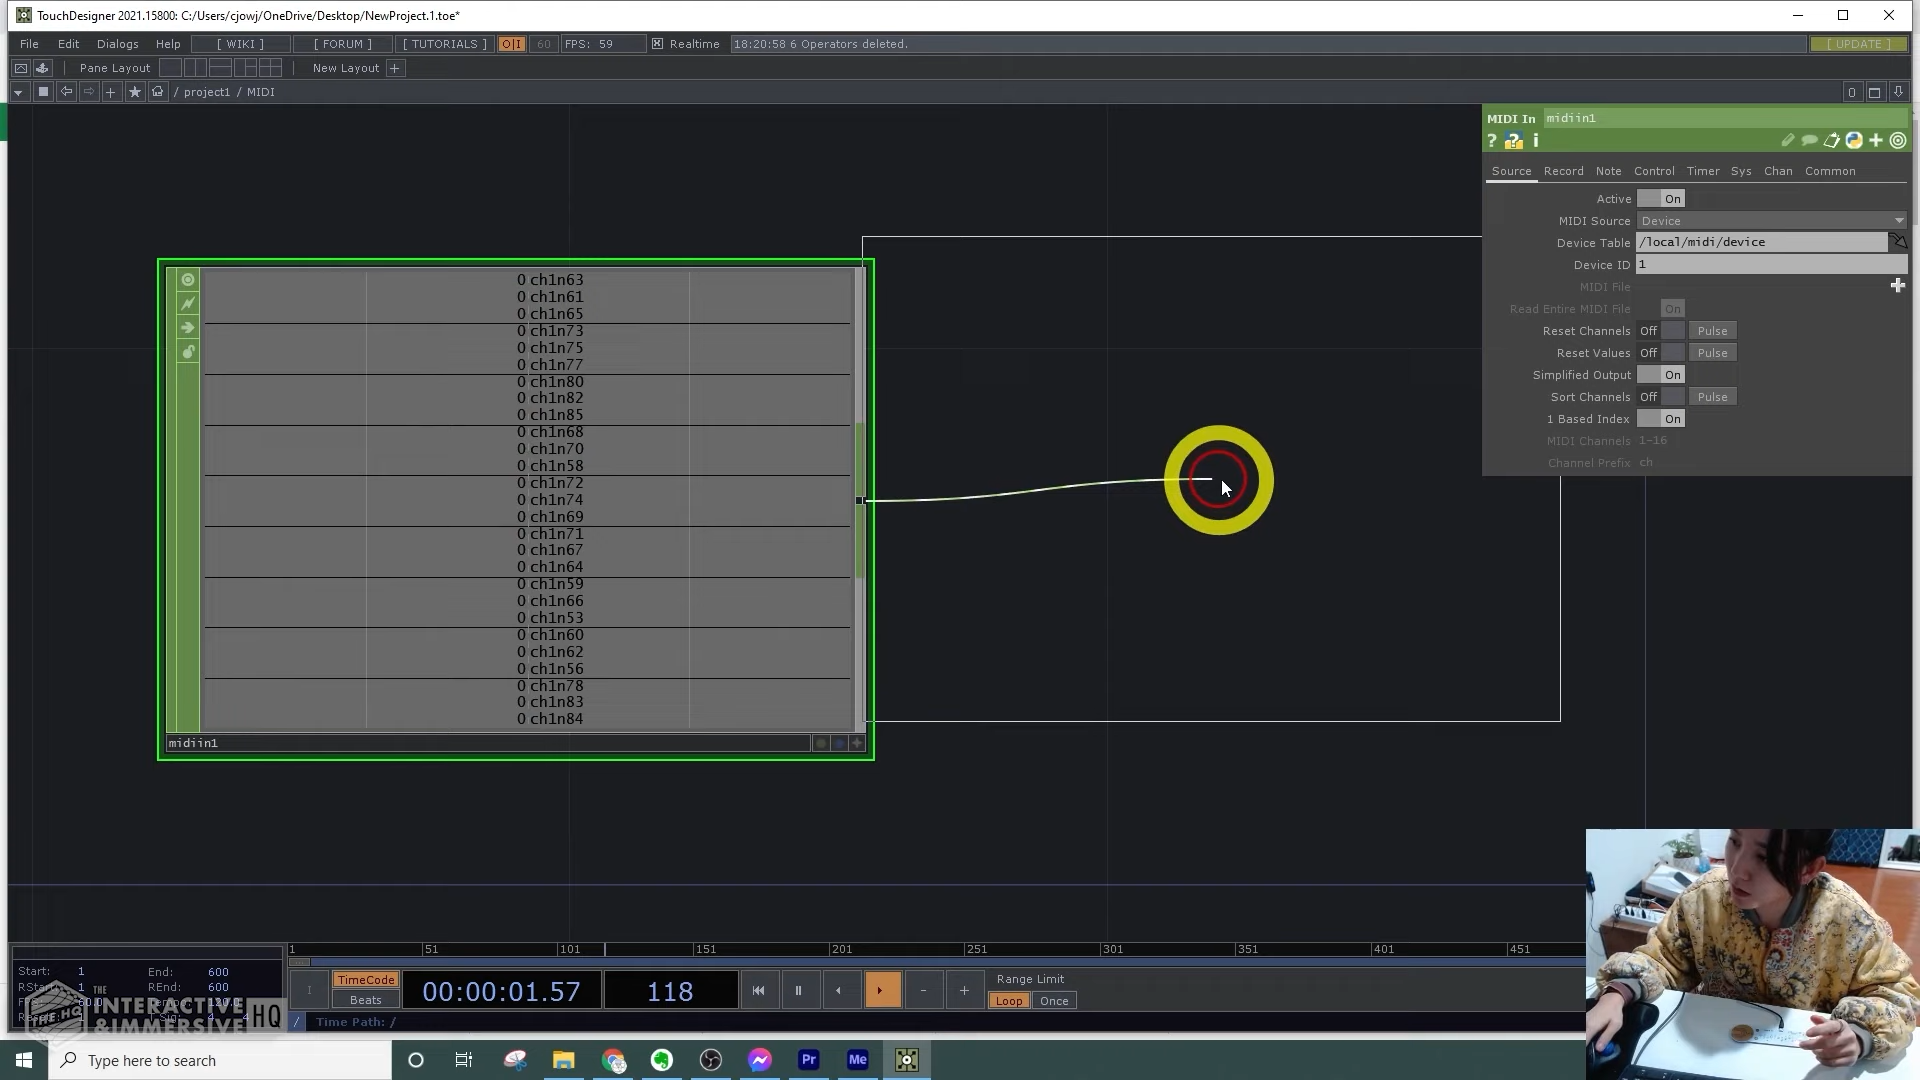 TouchDesigner 2021.15800: C:/Users/cjowj/OneDrive/Desktop/NewProject.1.toe*
File Edit Dialogs Help [ WIKI ] [ FORUM ] [ TUTORIALS ] O|I 60 FPS: 59 Realtime 18:20:58 6 Operators deleted. [ UPDATE ]
Pane Layout New Layout +
/ project1 / MIDI 0
MIDI In midiin1
? ? i
Source Record Note Control Timer Sys Chan Common
Active On
MIDI Source Device
Device Table /local/midi/device
Device ID 1
MIDI File
Read Entire MIDI File On
Reset Channels Off Pulse
Reset Values Off Pulse
Simplified Output On
Sort Channels Off Pulse
1 Based Index On
MIDI Channels 1-16
Channel Prefix ch
0 ch1n63
0 ch1n61
0 ch1n65
0 ch1n73
0 ch1n75
0 ch1n77
0 ch1n80
0 ch1n82
0 ch1n85
0 ch1n68
0 ch1n70
0 ch1n58
0 ch1n72
0 ch1n74
0 ch1n69
0 ch1n71
0 ch1n67
0 ch1n64
0 ch1n59
0 ch1n66
0 ch1n53
0 ch1n60
0 ch1n62
0 ch1n56
0 ch1n78
0 ch1n83
0 ch1n84
midiin1
1 51 101 151 201 251 301 351 401 451
Start: 1 End: 600
RStart: 1 REnd: 600
60.0 Tempo: 120.0
THE INTERACTIVE & IMMERSIVE HQ
THE HQ
TimeCode
Beats
00:00:01.57 118
Range Limit
Loop Once
/ Time Path: /
Type here to search
Pr Me